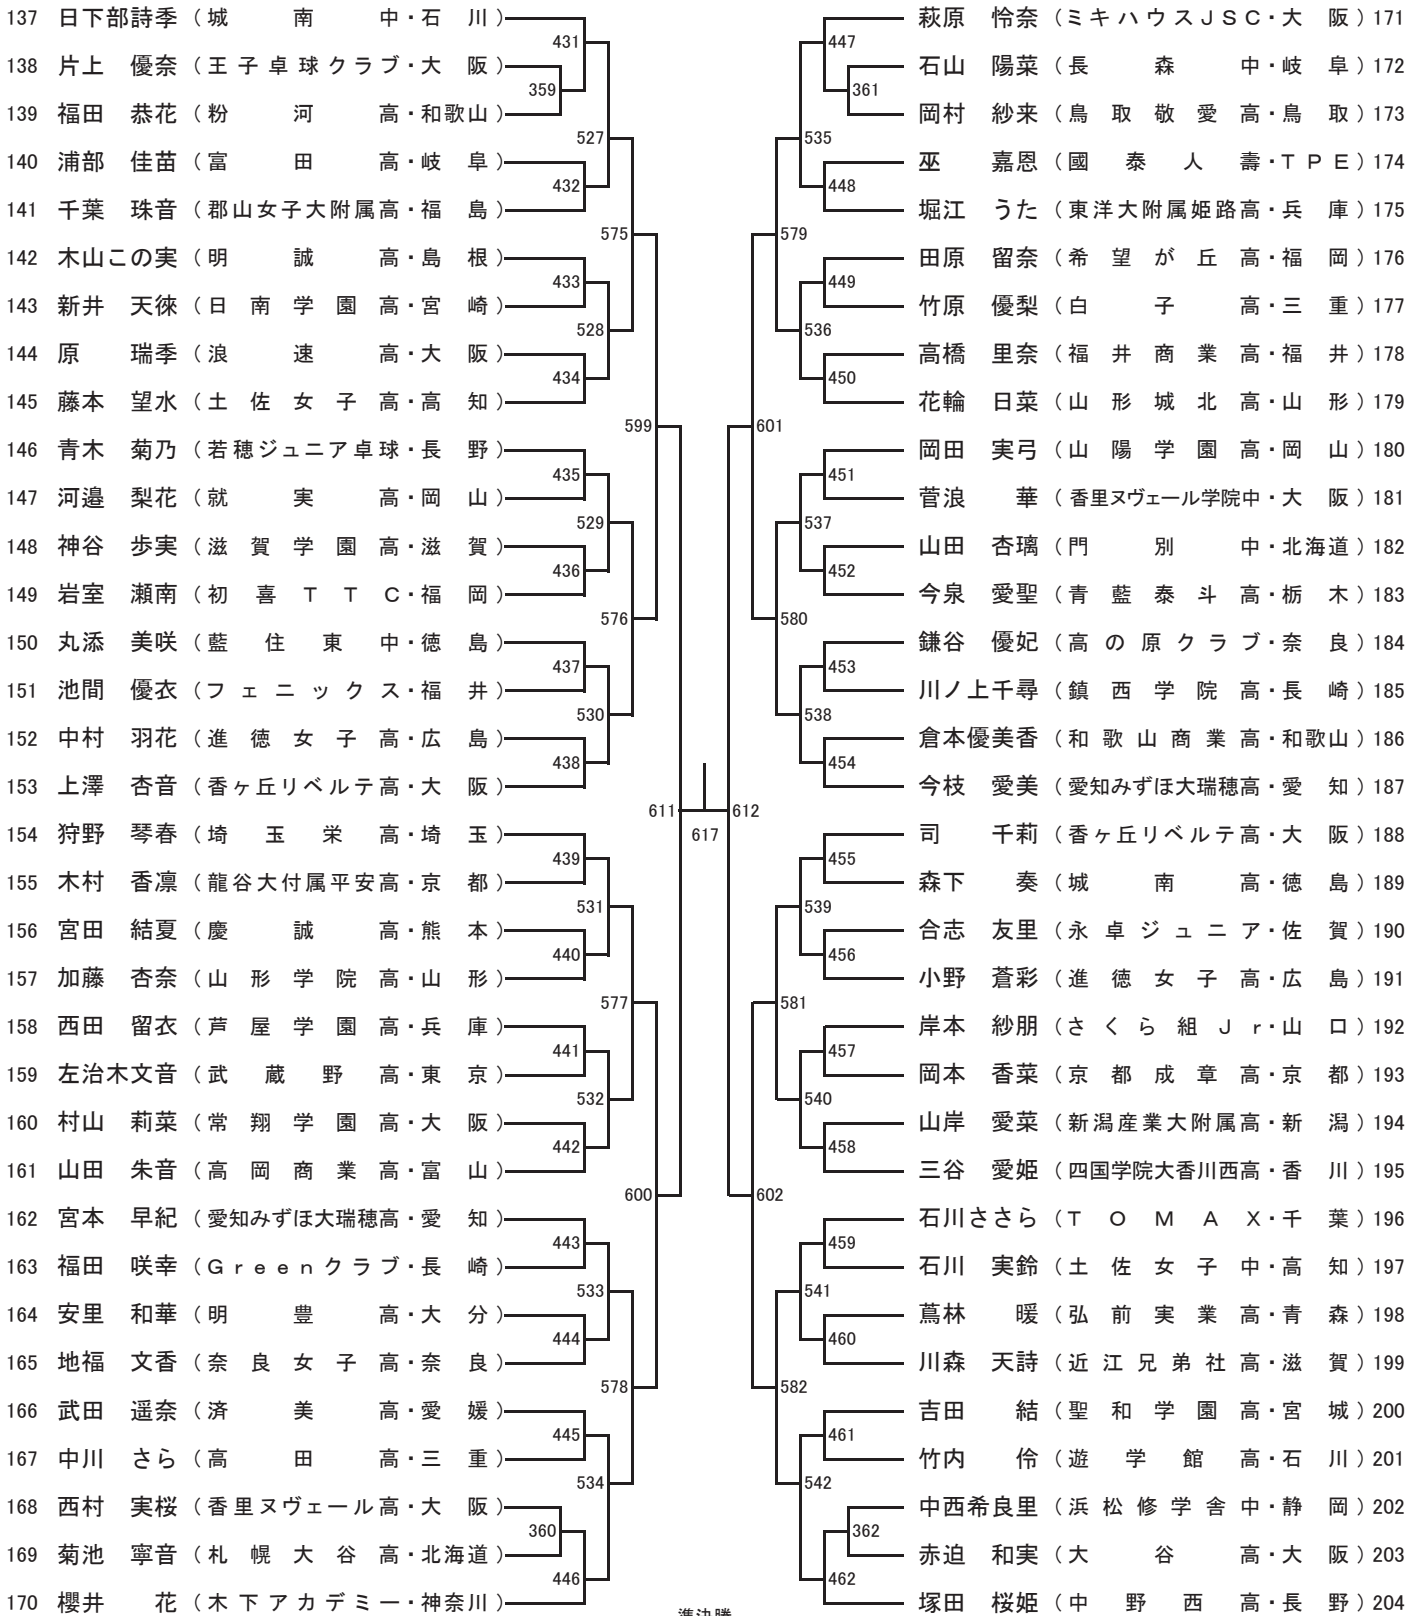 137 日下部詩季 (城南中・石川)
138 片上 優奈 (王子卓球クラブ・大阪)
139 福田 恭花 (粉河高・和歌山)
140 浦部 佳苗 (富田高・岐阜)
141 千葉 珠音 (郡山女子大附属高・福島)
142 木山この実 (明誠高・島根)
143 新井 天徠 (日南学園高・宮崎)
144 原 瑞季 (浪速高・大阪)
145 藤本 望水 (土佐女子高・高知)
146 青木 菊乃 (若穂ジュニア卓球・長野)
147 河邉 梨花 (就実高・岡山)
148 神谷 歩実 (滋賀学園高・滋賀)
149 岩室 瀬南 (初喜TTC・福岡)
150 丸添 美咲 (藍住東中・徳島)
151 池間 優衣 (フェニックス・福井)
152 中村 羽花 (進徳女子高・広島)
153 上澤 杏音 (香ヶ丘リベルテ高・大阪)
154 狩野 琴春 (埼玉栄高・埼玉)
155 木村 香凛 (龍谷大付属平安高・京都)
156 宮田 結夏 (慶誠高・熊本)
157 加藤 杏奈 (山形学院高・山形)
158 西田 留衣 (芦屋学園高・兵庫)
159 左治木文音 (武蔵野高・東京)
160 村山 莉菜 (常翔学園高・大阪)
161 山田 朱音 (高岡商業高・富山)
162 宮本 早紀 (愛知みずほ大瑞穂高・愛知)
163 福田 咲幸 (Greenクラブ・長崎)
164 安里 和華 (明豊高・大分)
165 地福 文香 (奈良女子高・奈良)
166 武田 遥奈 (済美高・愛媛)
167 中川 さら (高田高・三重)
168 西村 実桜 (香里ヌヴェール高・大阪)
169 菊池 寧音 (札幌大谷高・北海道)
170 櫻井 花 (木下アカデミー・神奈川)
431
359
527
432
575
433
528
434
599
435
529
436
576
437
530
438
611
439
531
440
577
441
532
442
600
443
533
444
578
445
534
360
446
617
準決勝
447
361
535
448
579
449
536
450
601
451
537
452
580
453
538
454
612
455
539
456
581
457
540
458
602
459
541
460
582
461
542
362
462
萩原 怜奈 (ミキハウスJSC・大阪) 171
石山 陽菜 (長森中・岐阜) 172
岡村 紗来 (鳥取敬愛高・鳥取) 173
巫 嘉恩 (國泰人壽・TPE) 174
堀江 うた (東洋大附属姫路高・兵庫) 175
田原 留奈 (希望が丘高・福岡) 176
竹原 優梨 (白子高・三重) 177
高橋 里奈 (福井商業高・福井) 178
花輪 日菜 (山形城北高・山形) 179
岡田 実弓 (山陽学園高・岡山) 180
菅浪 華 (香里ヌヴェール学院中・大阪) 181
山田 杏璃 (門別中・北海道) 182
今泉 愛聖 (青藍泰斗高・栃木) 183
鎌谷 優妃 (高の原クラブ・奈良) 184
川ノ上千尋 (鎮西学院高・長崎) 185
倉本優美香 (和歌山商業高・和歌山) 186
今枝 愛美 (愛知みずほ大瑞穂高・愛知) 187
司 千莉 (香ヶ丘リベルテ高・大阪) 188
森下 奏 (城南高・徳島) 189
合志 友里 (永卓ジュニア・佐賀) 190
小野 蒼彩 (進徳女子高・広島) 191
岸本 紗朋 (さくら組Jr・山口) 192
岡本 香菜 (京都成章高・京都) 193
山岸 愛菜 (新潟産業大附属高・新潟) 194
三谷 愛姫 (四国学院大香川西高・香川) 195
石川ささら (TOMAX・千葉) 196
石川 実鈴 (土佐女子中・高知) 197
蔦林 暖 (弘前実業高・青森) 198
川森 天詩 (近江兄弟社高・滋賀) 199
吉田 結 (聖和学園高・宮城) 200
竹内 伶 (遊学館高・石川) 201
中西希良里 (浜松修学舎中・静岡) 202
赤迫 和実 (大谷高・大阪) 203
塚田 桜姫 (中野西高・長野) 204